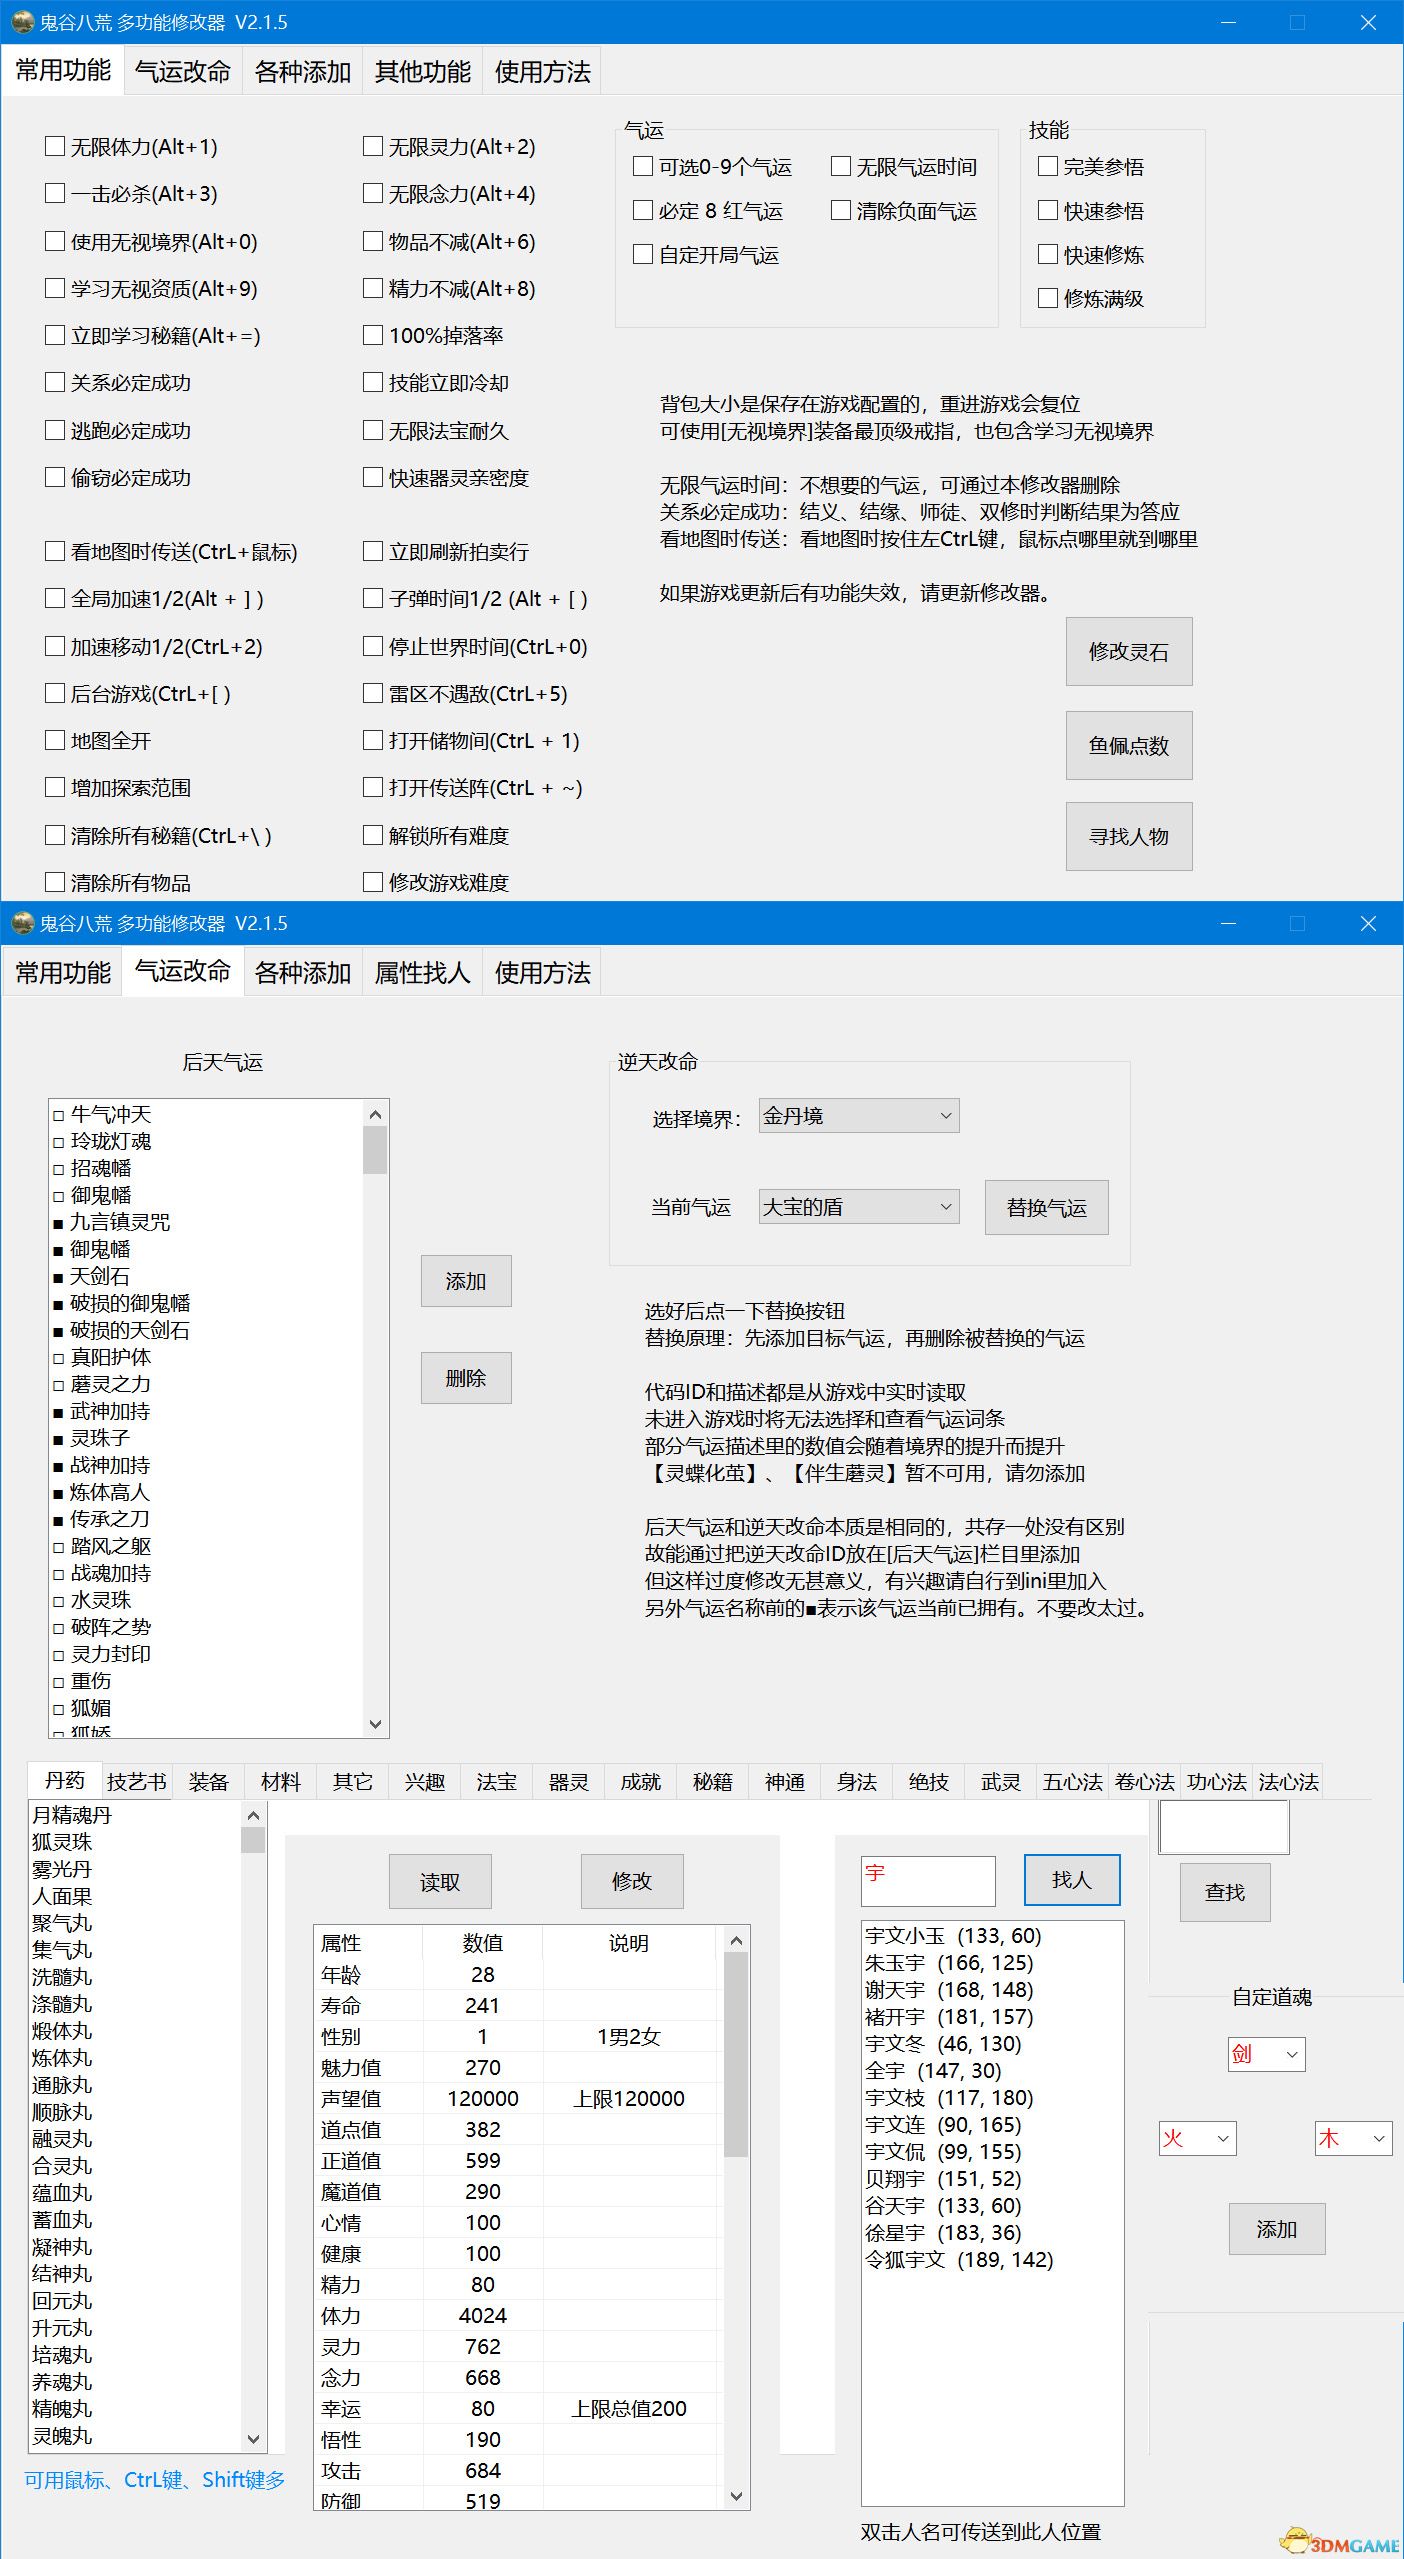 鬼谷八荒 多功能修改器 V2.1.5
常用功能 气运改命 各种添加 其他功能 使用方法
无限体力(Alt+1) 无限灵力(Alt+2)
一击必杀(Alt+3) 无限念力(Alt+4)
使用无视境界(Alt+0) 物品不减(Alt+6)
学习无视资质(Alt+9) 精力不减(Alt+8)
立即学习秘籍(Alt+=) 100%掉落率
关系必定成功 技能立即冷却
逃跑必定成功 无限法宝耐久
偷窃必定成功 快速器灵亲密度
看地图时传送(CtrL+鼠标) 立即刷新拍卖行
全局加速1/2(Alt + ] ) 子弹时间1/2 (Alt + [ )
加速移动1/2(CtrL+2) 停止世界时间(CtrL+0)
后台游戏(CtrL+[ ) 雷区不遇敌(CtrL+5)
地图全开 打开储物间(CtrL + 1)
增加探索范围 打开传送阵(CtrL + ~)
清除所有秘籍(CtrL+\ ) 解锁所有难度
清除所有物品 修改游戏难度
气运
可选0-9个气运 无限气运时间
必定 8 红气运 清除负面气运
自定开局气运
技能
完美参悟
快速参悟
快速修炼
修炼满级
背包大小是保存在游戏配置的，重进游戏会复位
可使用[无视境界]装备最顶级戒指，也包含学习无视境界
无限气运时间：不想要的气运，可通过本修改器删除
关系必定成功：结义、结缘、师徒、双修时判断结果为答应
看地图时传送：看地图时按住左CtrL键，鼠标点哪里就到哪里
如果游戏更新后有功能失效，请更新修改器。
修改灵石
鱼佩点数
寻找人物
鬼谷八荒 多功能修改器 V2.1.5
常用功能 气运改命 各种添加 属性找人 使用方法
后天气运
□ 牛气冲天
□ 玲珑灯魂
□ 招魂幡
□ 御鬼幡
■ 九言镇灵咒
■ 御鬼幡
■ 天剑石
■ 破损的御鬼幡
■ 破损的天剑石
□ 真阳护体
□ 蘑灵之力
■ 武神加持
■ 灵珠子
■ 战神加持
■ 炼体高人
■ 传承之刀
□ 踏风之躯
□ 战魂加持
□ 水灵珠
□ 破阵之势
□ 灵力封印
□ 重伤
□ 狐媚
□ 狐娇
添加
删除
逆天改命
选择境界： 金丹境
当前气运 大宝的盾 替换气运
选好后点一下替换按钮
替换原理：先添加目标气运，再删除被替换的气运
代码ID和描述都是从游戏中实时读取
未进入游戏时将无法选择和查看气运词条
部分气运描述里的数值会随着境界的提升而提升
【灵蝶化茧】、【伴生蘑灵】暂不可用，请勿添加
后天气运和逆天改命本质是相同的，共存一处没有区别
故能通过把逆天改命ID放在[后天气运]栏目里添加
但这样过度修改无甚意义，有兴趣请自行到ini里加入
另外气运名称前的■表示该气运当前已拥有。不要改太过。
丹药 技艺书 装备 材料 其它 兴趣 法宝 器灵 成就 秘籍 神通 身法 绝技 武灵 五心法 卷心法 功心法 法心法
月精魂丹
狐灵珠
雾光丹
人面果
聚气丸
集气丸
洗髓丸
涤髓丸
煅体丸
炼体丸
通脉丸
顺脉丸
融灵丸
合灵丸
蕴血丸
蓄血丸
凝神丸
结神丸
回元丸
升元丸
培魂丸
养魂丸
精魄丸
灵魄丸
可用鼠标、CtrL键、Shift键多
读取 修改
属性 数值 说明
年龄 28
寿命 241
性别 1 1男2女
魅力值 270
声望值 120000 上限120000
道点值 382
正道值 599
魔道值 290
心情 100
健康 100
精力 80
体力 4024
灵力 762
念力 668
幸运 80 上限总值200
悟性 190
攻击 684
防御 519
宇 找人
宇文小玉 (133, 60)
朱玉宇 (166, 125)
谢天宇 (168, 148)
褚开宇 (181, 157)
宇文冬 (46, 130)
全宇 (147, 30)
宇文枝 (117, 180)
宇文连 (90, 165)
宇文侃 (99, 155)
贝翔宇 (151, 52)
谷天宇 (133, 60)
徐星宇 (183, 36)
令狐宇文 (189, 142)
双击人名可传送到此人位置
查找
自定道魂
剑
火 木
添加
3DMGAME